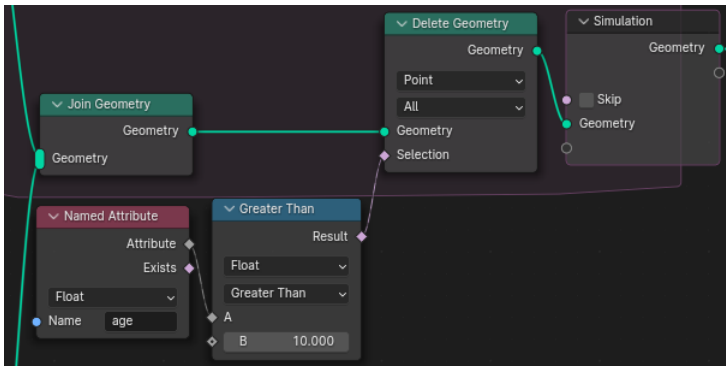 Join Geometry
Geometry
Geometry
Delete Geometry
Geometry
Point
All
Geometry
Selection
Simulation
Geometry
Skip
Geometry
Named Attribute
Attribute
Exists
Float
Name age
Greater Than
Result
Float
Greater Than
A
B 10.000